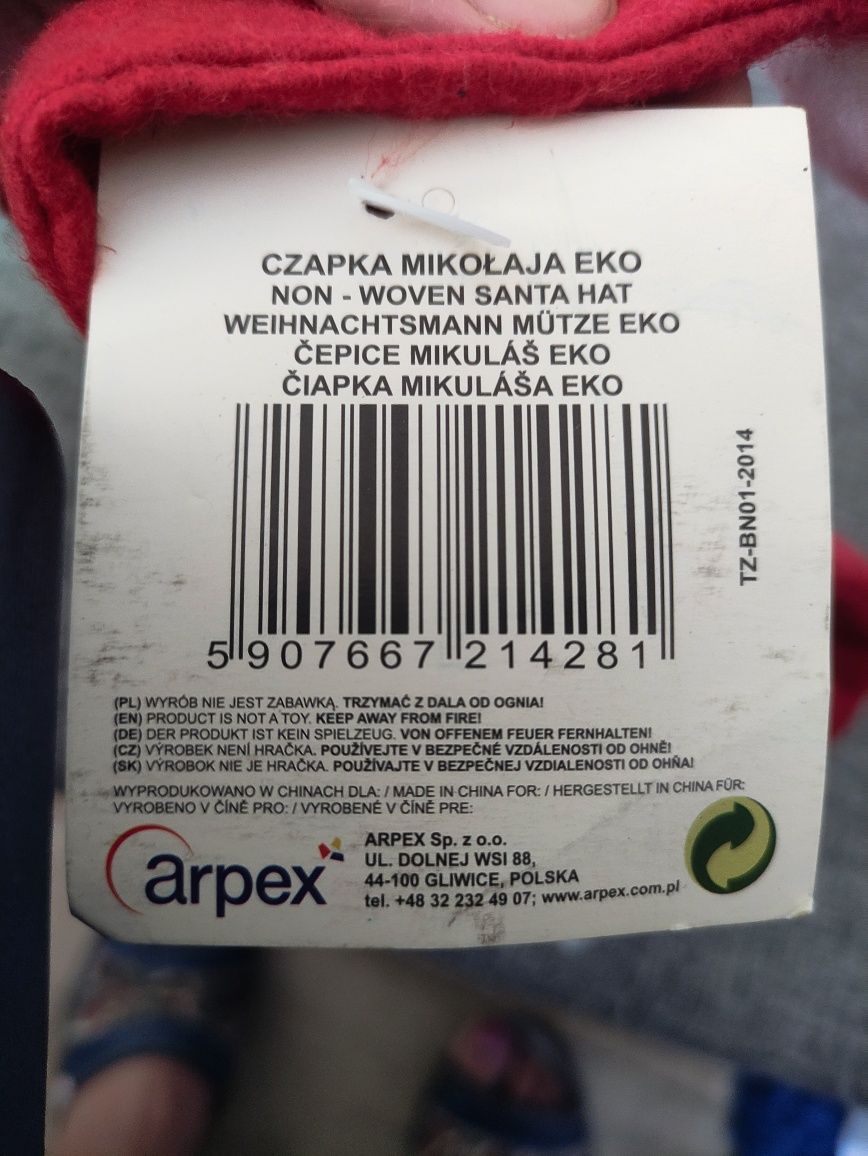 CZAPKA MIKOŁAJA EKO
NON - WOVEN SANTA HAT
WEIHNACHTSMANN MÜTZE EKO
ČEPICE MIKULÁŠ EKO
ČIAPKA MIKULÁŠA EKO
5 907667 214281
TZ-BN01-2014
(PL) WYRÓB NIE JEST ZABAWKĄ. TRZYMAĆ Z DALA OD OGNIA!
(EN) PRODUCT IS NOT A TOY. KEEP AWAY FROM FIRE!
(DE) DER PRODUKT IST KEIN SPIELZEUG. VON OFFENEM FEUER FERNHALTEN!
(CZ) VÝROBEK NENÍ HRAČKA. POUŽÍVEJTE V BEZPEČNÉ VZDÁLENOSTI OD OHNĚ!
(SK) VÝROBOK NIE JE HRAČKA. POUŽÍVAJTE V BEZPEČNEJ VZDIALENOSTI OD OHŇA!
WYPRODUKOWANO W CHINACH DLA: / MADE IN CHINA FOR: / HERGESTELLT IN CHINA FÜR:
VYROBENO V ČÍNĚ PRO: / VYROBENÉ V ČÍNĚ PRE:
arpex
ARPEX Sp. z o.o.
UL. DOLNEJ WSI 88,
44-100 GLIWICE, POLSKA
tel. +48 32 232 49 07; www.arpex.com.pl